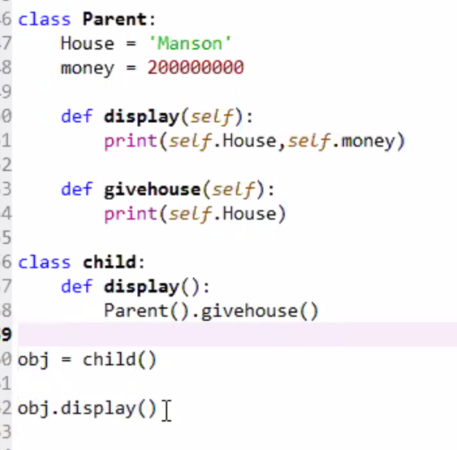 6 class Parent:
7     House = 'Manson'
8     money = 200000000
9
0     def display(self):
1         print(self.House,self.money)
2
3     def givehouse(self):
4         print(self.House)
5
6 class child:
7     def display():
8         Parent().givehouse()
9
0 obj = child()
1
2 obj.display()
3